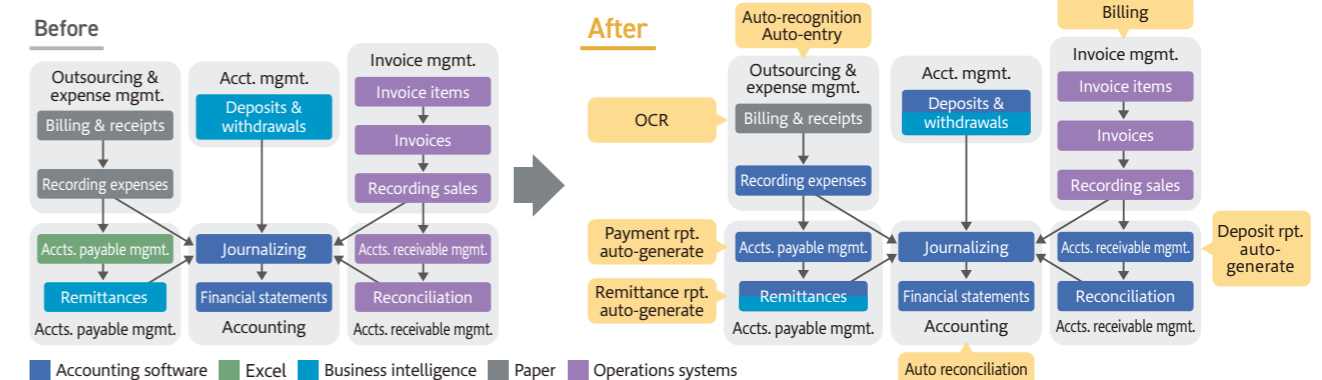 Before
Outsourcing &
expense mgmt.
Billing & receipts
Recording expenses
Accts. payable mgmt.
Remittances
Accts. payable mgmt.
Acct. mgmt.
Deposits &
withdrawals
Journalizing
Financial statements
Accounting
Invoice mgmt.
Invoice items
Invoices
Recording sales
Accts. receivable mgmt.
Reconciliation
Accts. receivable mgmt.
After
Auto-recognition
Auto-entry
OCR
Payment rpt.
auto-generate
Remittance rpt.
auto-generate
Outsourcing &
expense mgmt.
Billing & receipts
Recording expenses
Accts. payable mgmt.
Remittances
Accts. payable mgmt.
Acct. mgmt.
Deposits &
withdrawals
Journalizing
Financial statements
Accounting
Auto reconciliation
Billing
Invoice mgmt.
Invoice items
Invoices
Recording sales
Accts. receivable mgmt.
Reconciliation
Accts. receivable mgmt.
Deposit rpt.
auto-
generate
Accounting software
Excel
Business intelligence
Paper
Operations systems